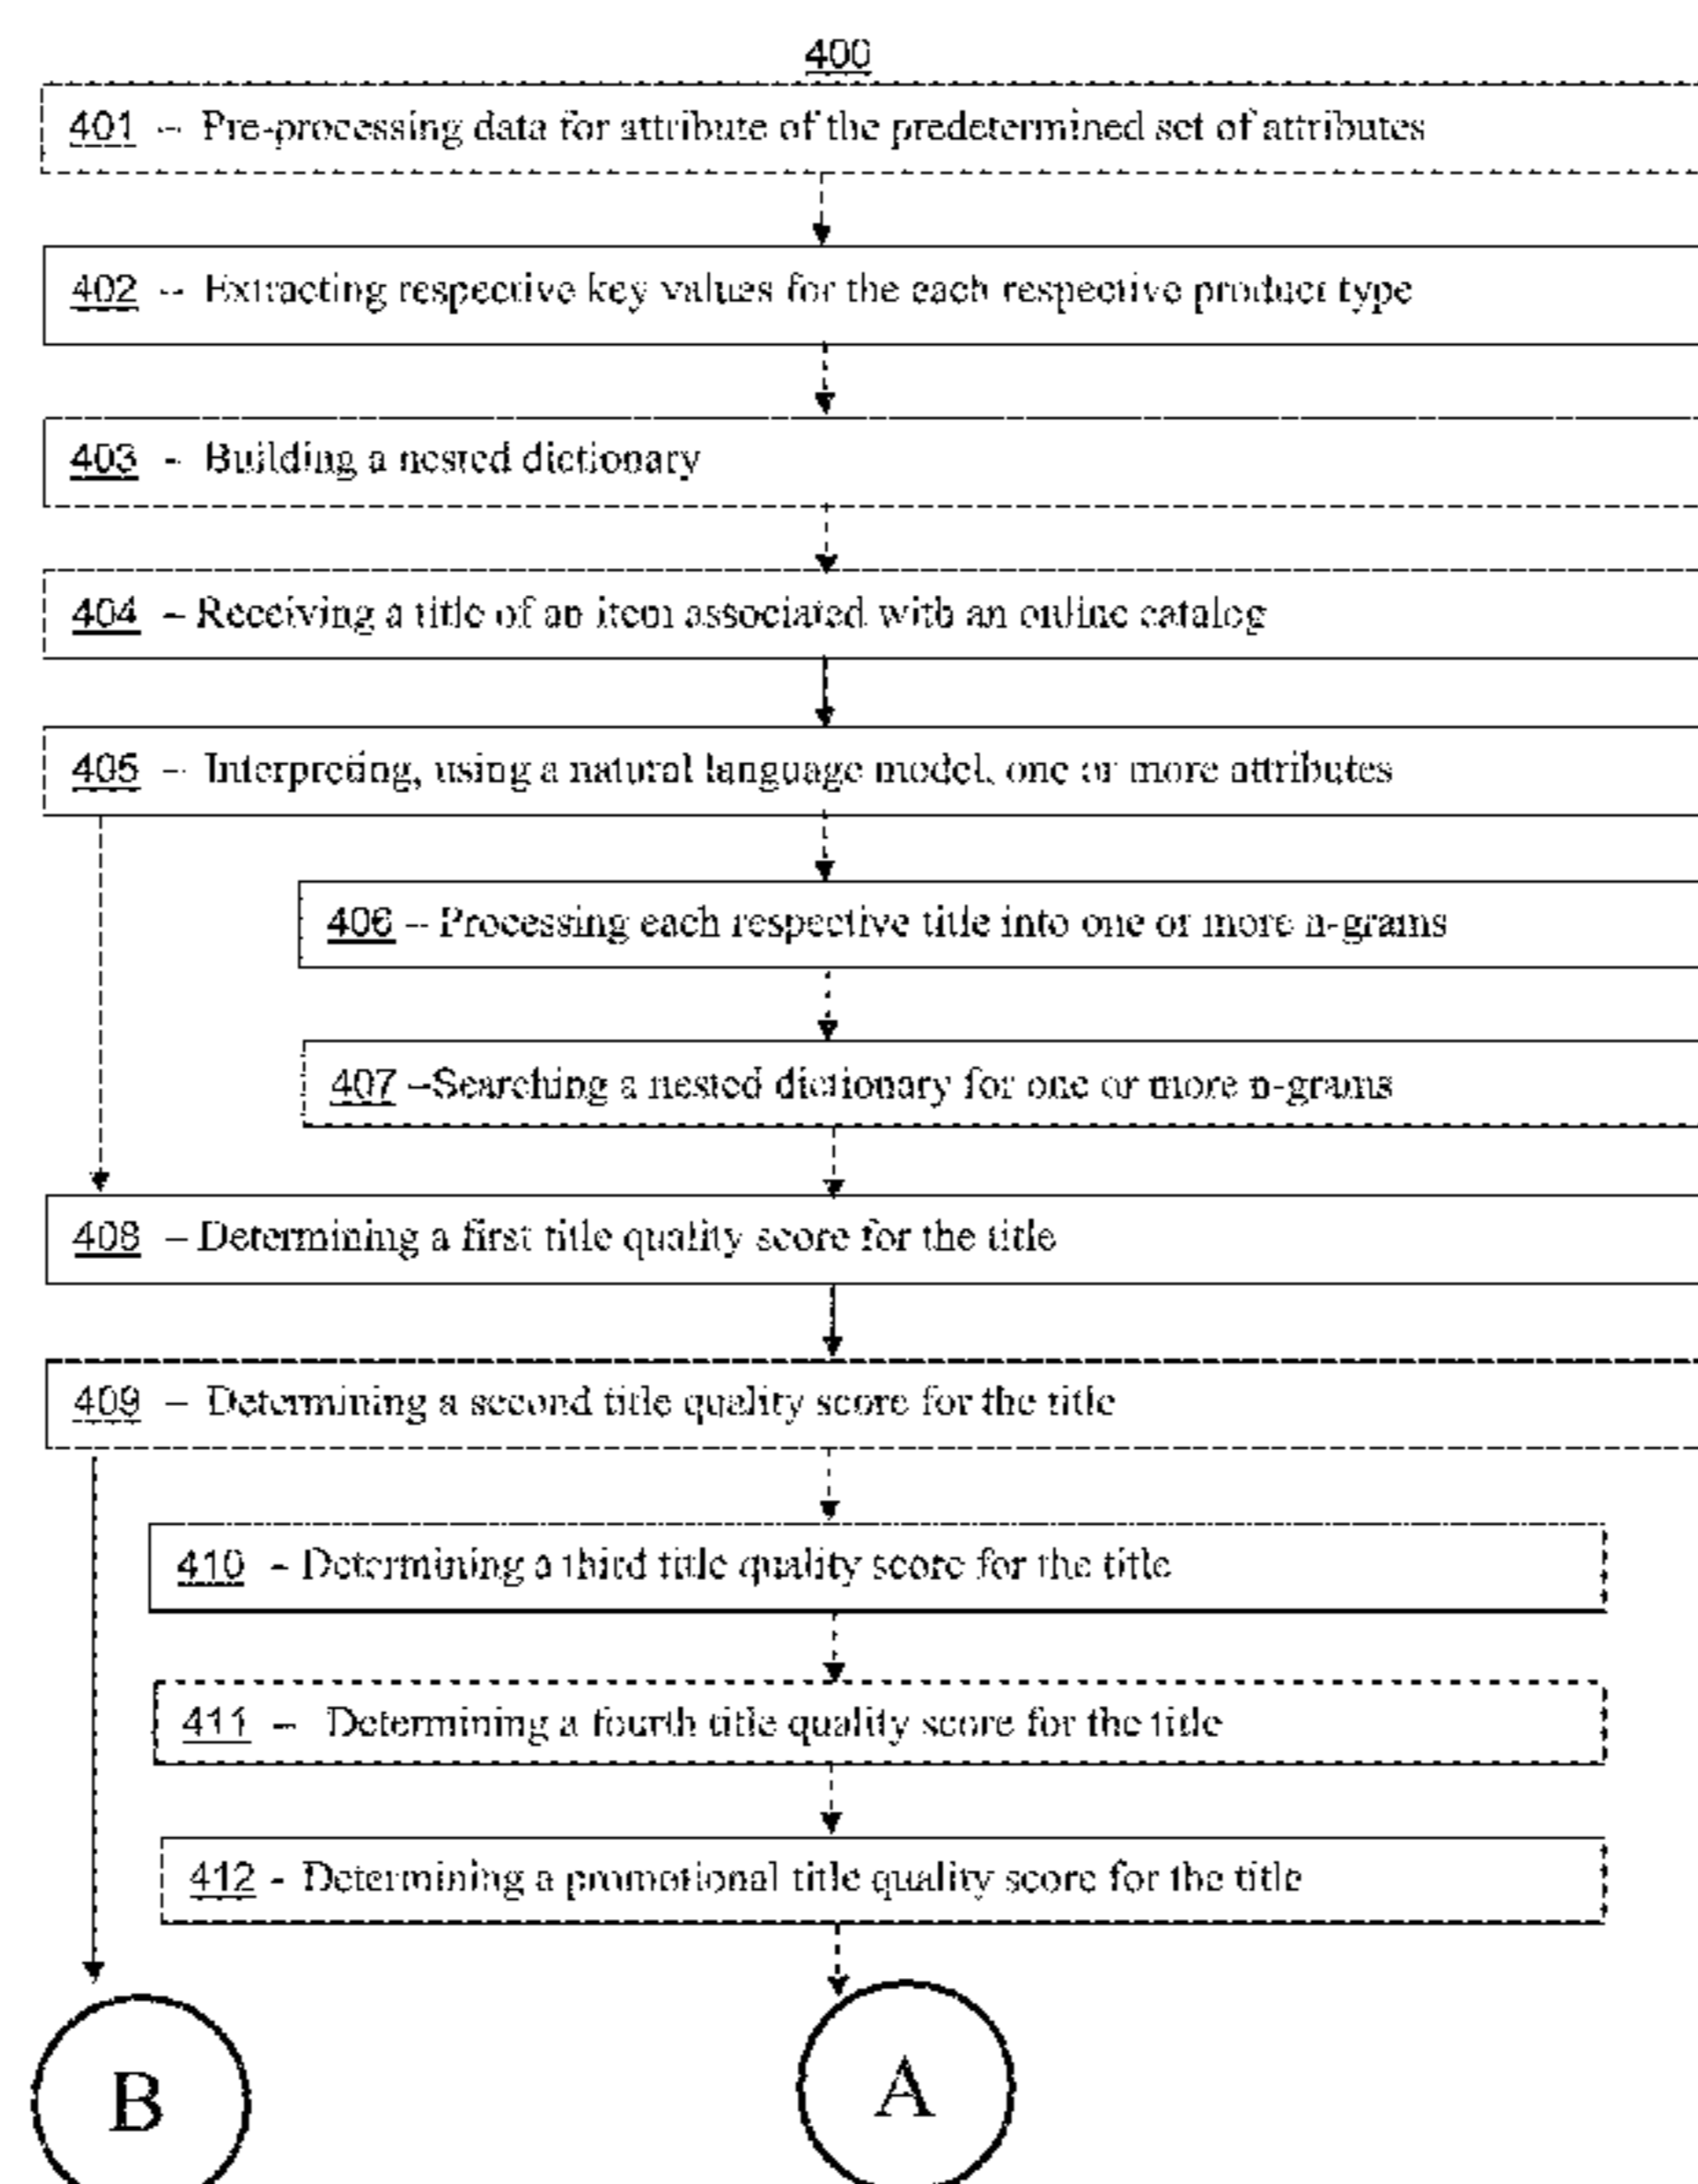 400
401 – Pre-processing data for attribute of the predetermined set of attributes
402 -- Extracting respective key values for the each respective product type
403 - Building a nested dictionary
404 – Receiving a title of an item associated with an online catalog
405 – Interpreting, using a natural language model, one or more attributes
406 – Processing each respective title into one or more n-grams
407 –Searching a nested dictionary for one or more n-grams
408 – Determining a first title quality score for the title
409 – Determining a second title quality score for the title
410 - Determining a third title quality score for the title
411 – Determining a fourth title quality score for the title
412 - Determining a promotional title quality score for the title
B
A